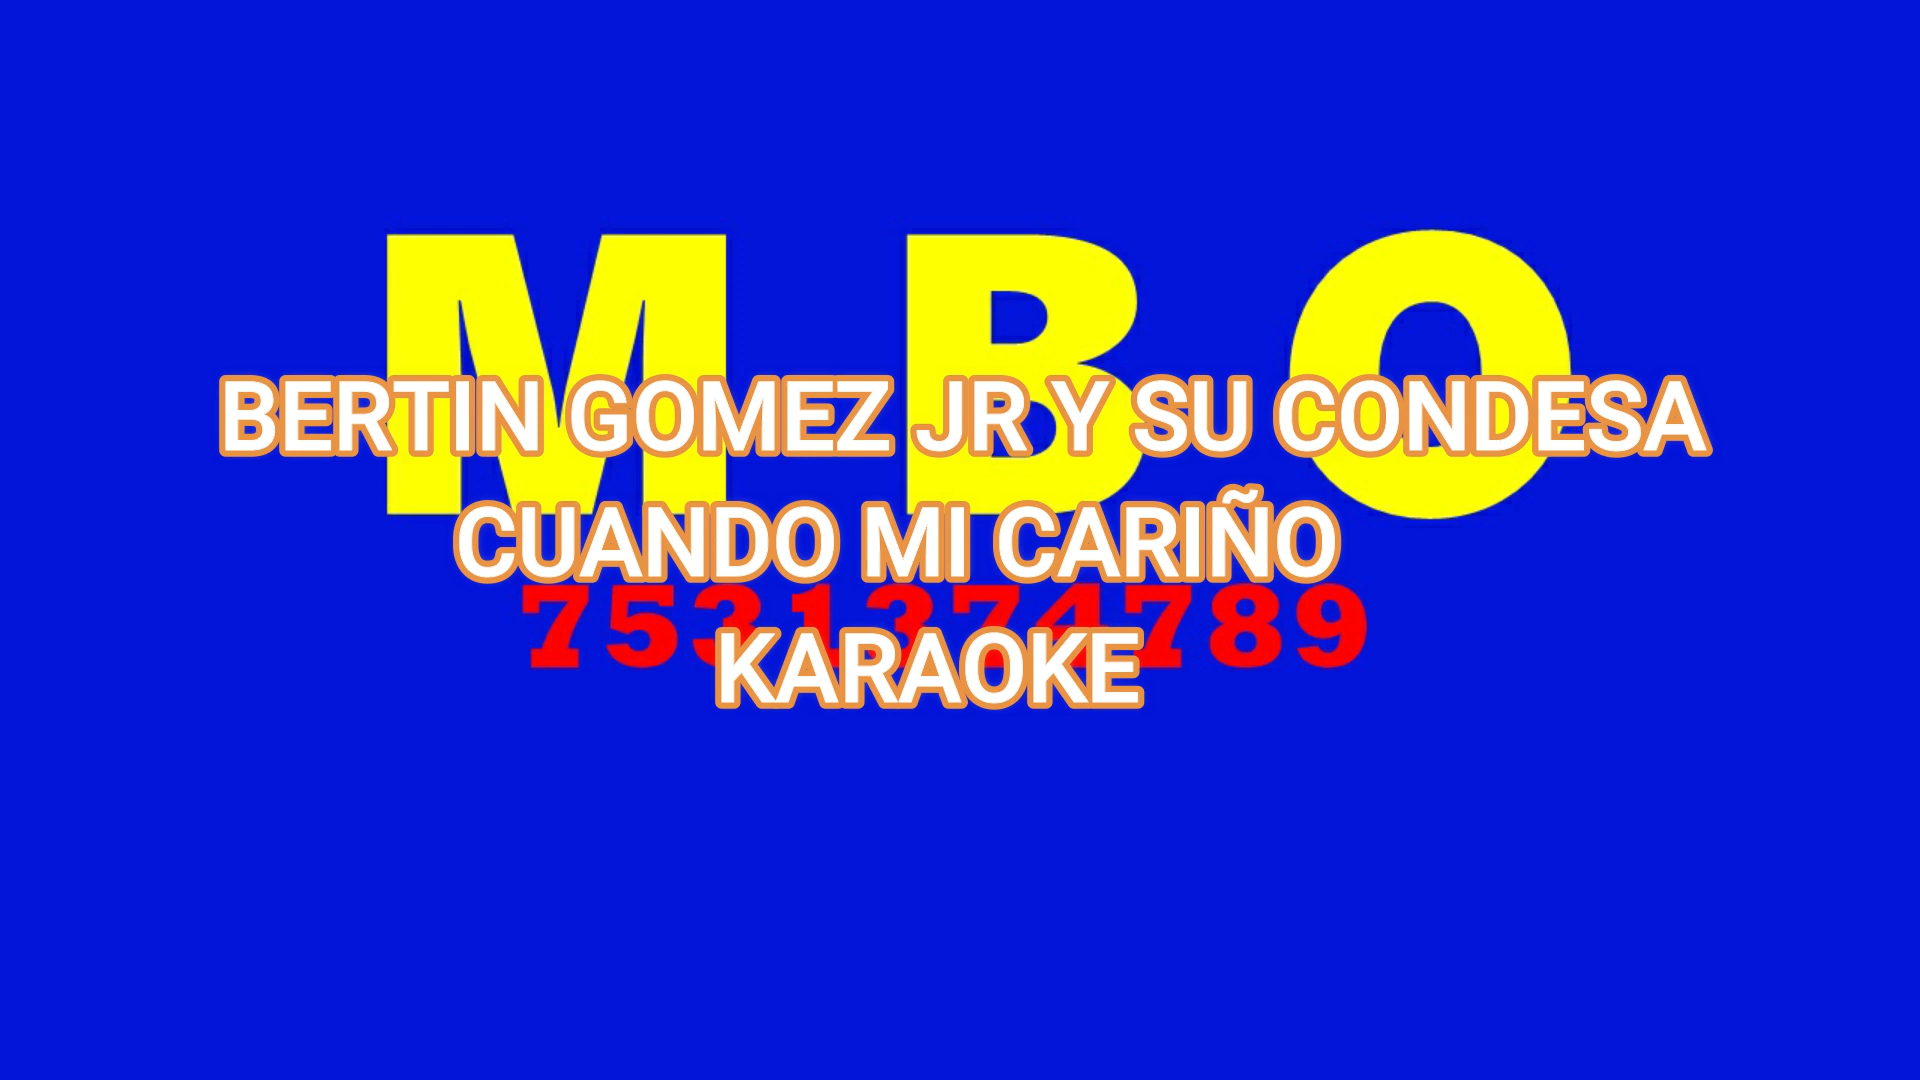 M B O
BERTIN GOMEZ JR Y SU CONDESA
CUANDO MI CARIÑO
7531374789
KARAOKE